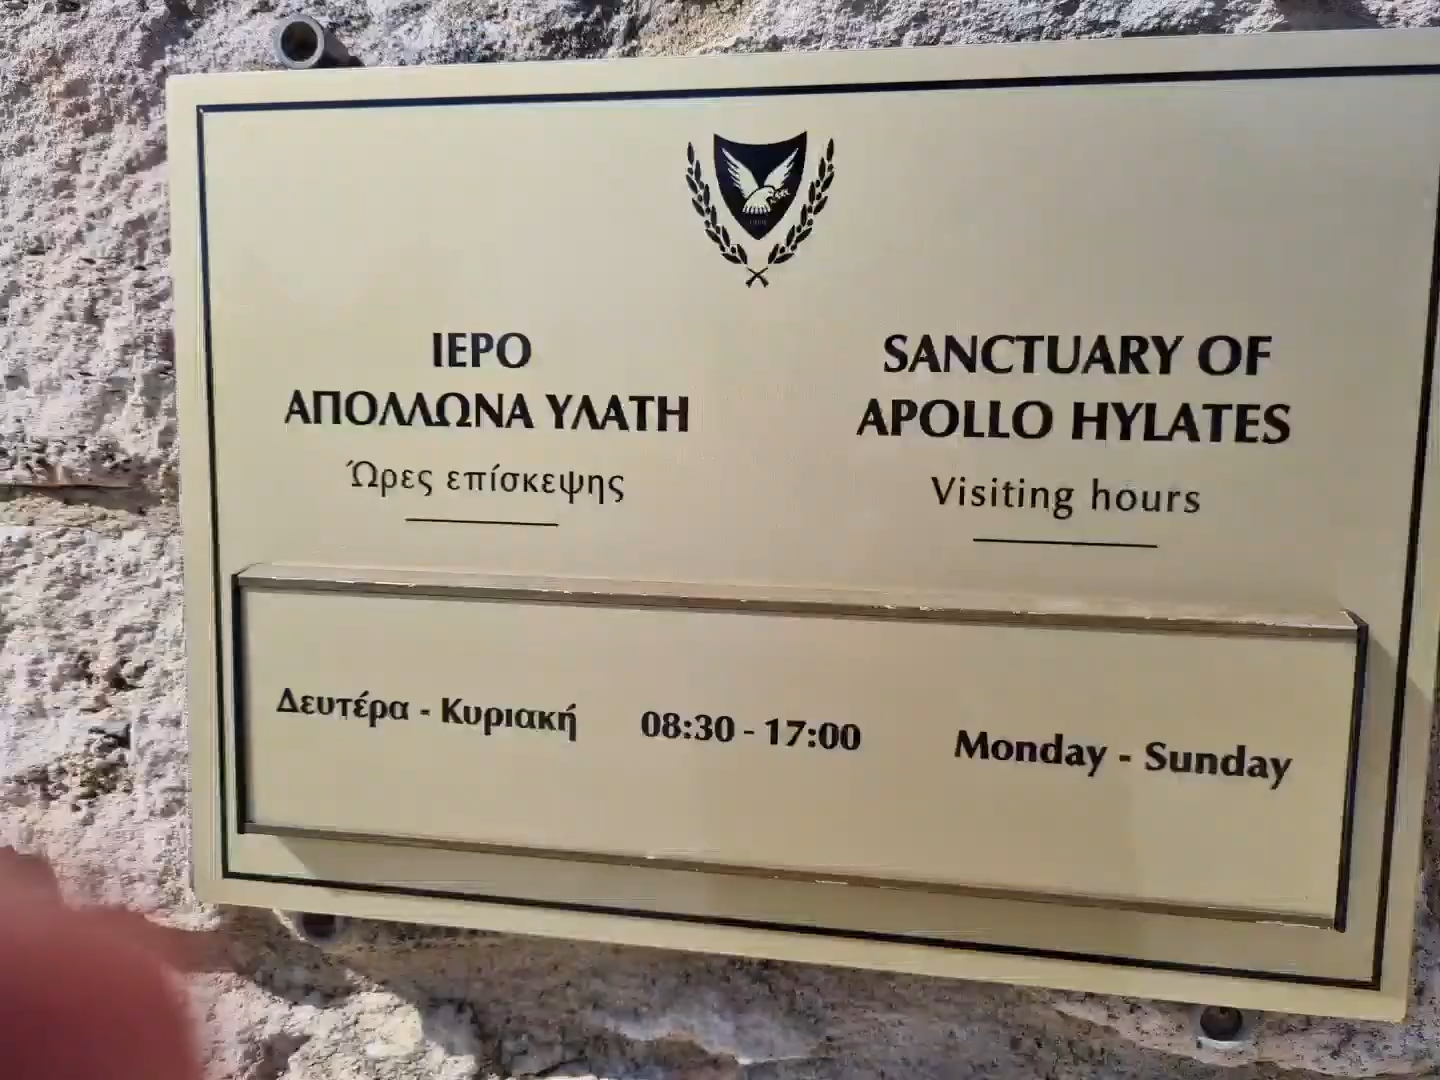 ΙΕΡΟ
ΑΠΟΛΛΩΝΑ ΥΛΑΤΗ
Ώρες επίσκεψης
SANCTUARY OF
APOLLO HYLATES
Visiting hours
Δευτέρα - Κυριακή 08:30 - 17:00 Monday - Sunday